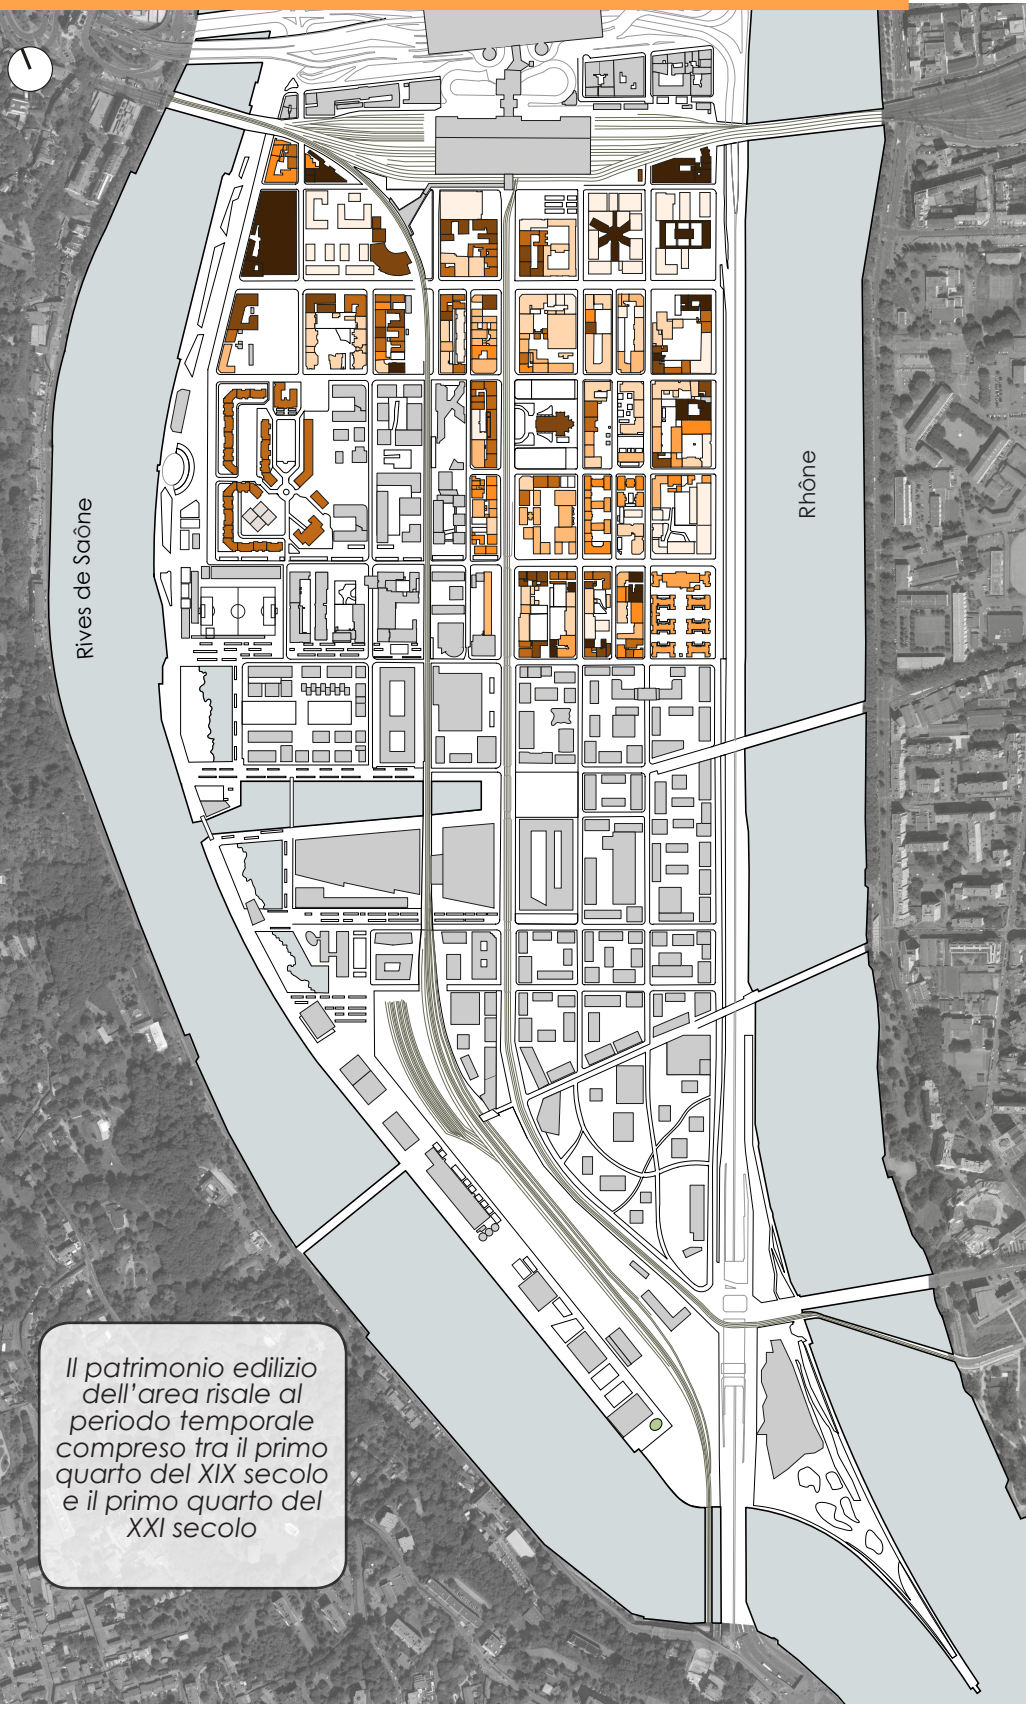 Rives de Saône
Rhône
Il patrimonio edilizio
dell'area risale al
periodo temporale
compreso tra il primo
quarto del XIX secolo
e il primo quarto del
XXI secolo